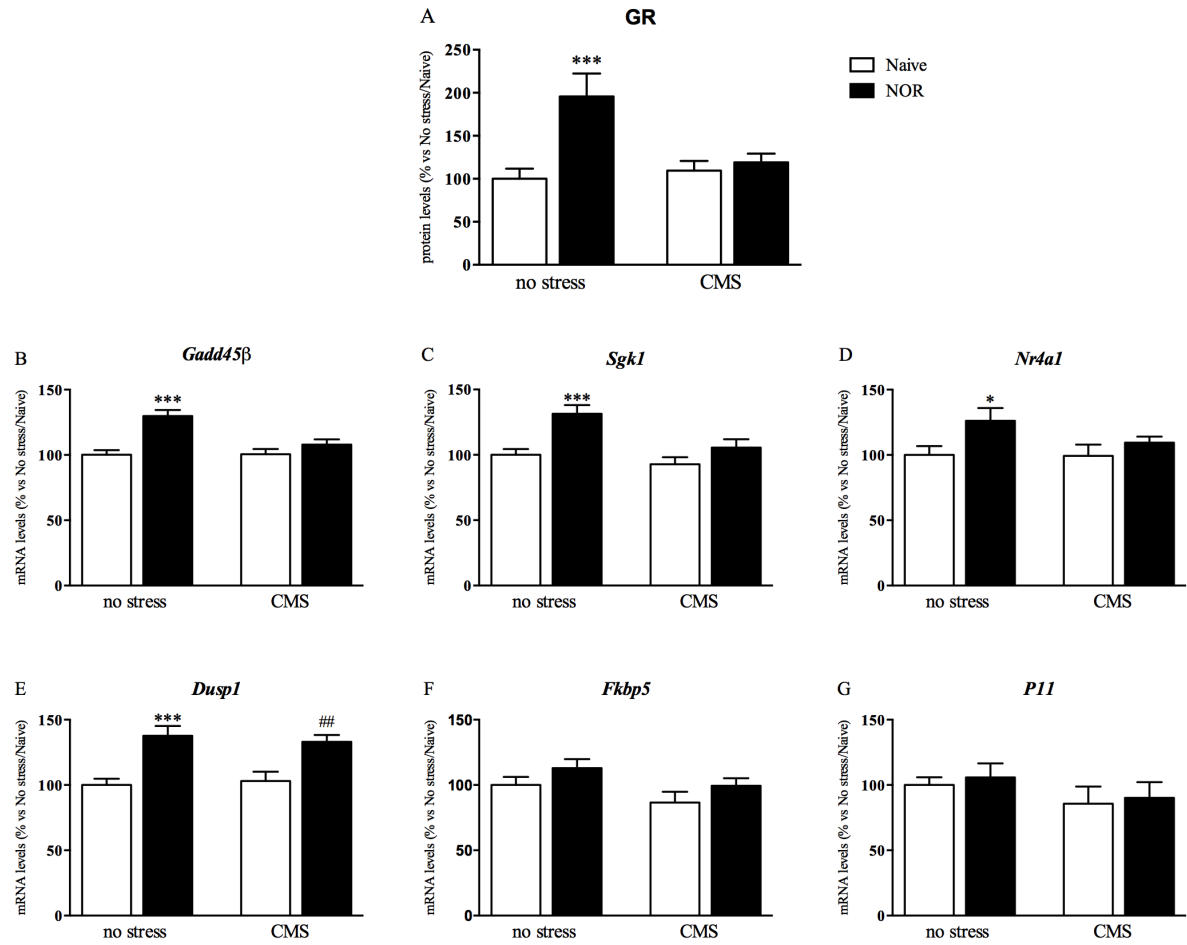 A
GR
protein levels (% vs No stress/Naive)
250
200
150
100
50
0
***
no stress
CMS
Naive
NOR
B
Gadd45β
mRNA levels (% vs No stress/Naive)
150
100
50
0
***
no stress
CMS
C
Sgk1
mRNA levels (% vs No stress/Naive)
150
100
50
0
***
no stress
CMS
D
Nr4a1
mRNA levels (% vs No stress/Naive)
150
100
50
0
*
no stress
CMS
E
Dusp1
mRNA levels (% vs No stress/Naive)
150
100
50
0
***
##
no stress
CMS
F
Fkbp5
mRNA levels (% vs No stress/Naive)
150
100
50
0
no stress
CMS
G
P11
mRNA levels (% vs No stress/Naive)
150
100
50
0
no stress
CMS